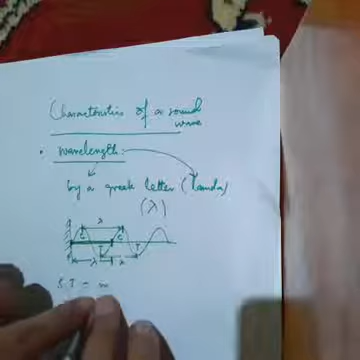 Characteristics of a sound
wave
• wavelength
by a greek letter (lamda)
(λ)
λ
C C
T T
λ λ
S.I = m